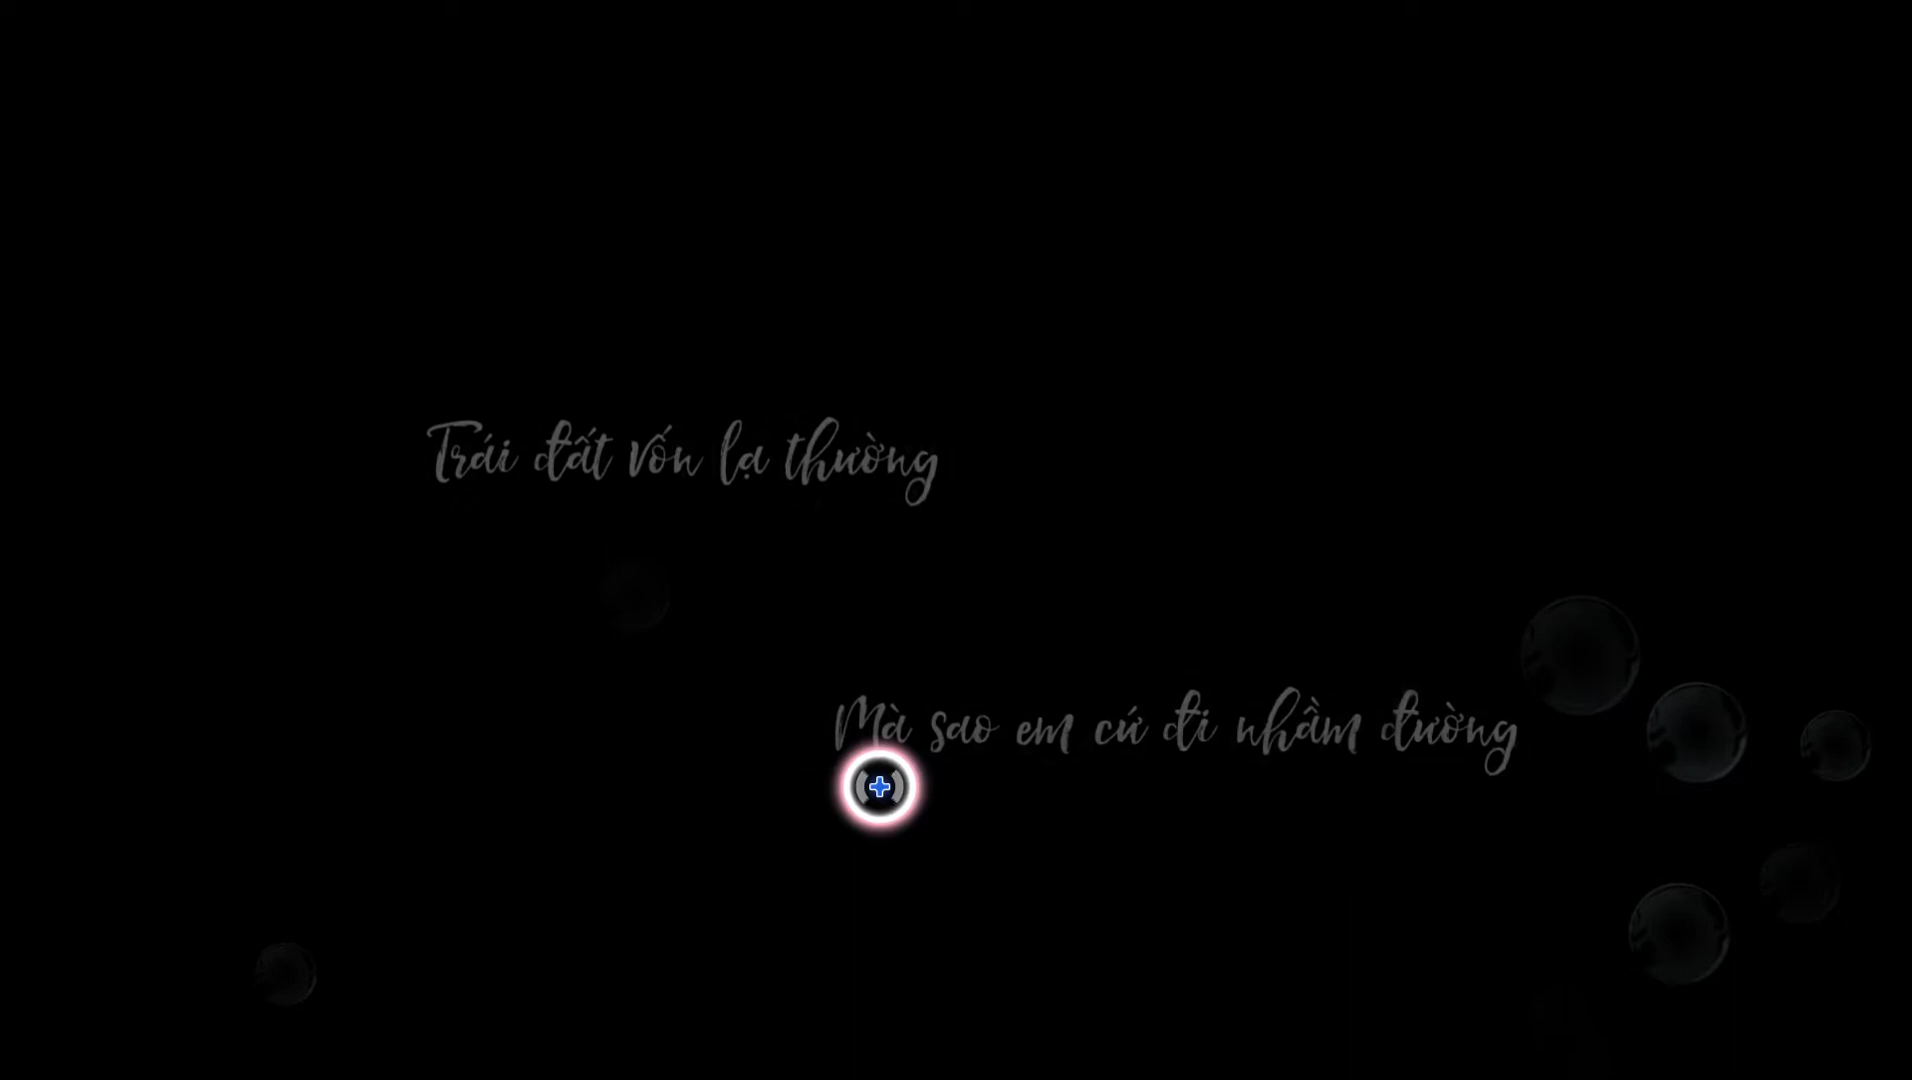 Trái đất vốn lạ thường
Mà sao em cứ đi nhầm đường